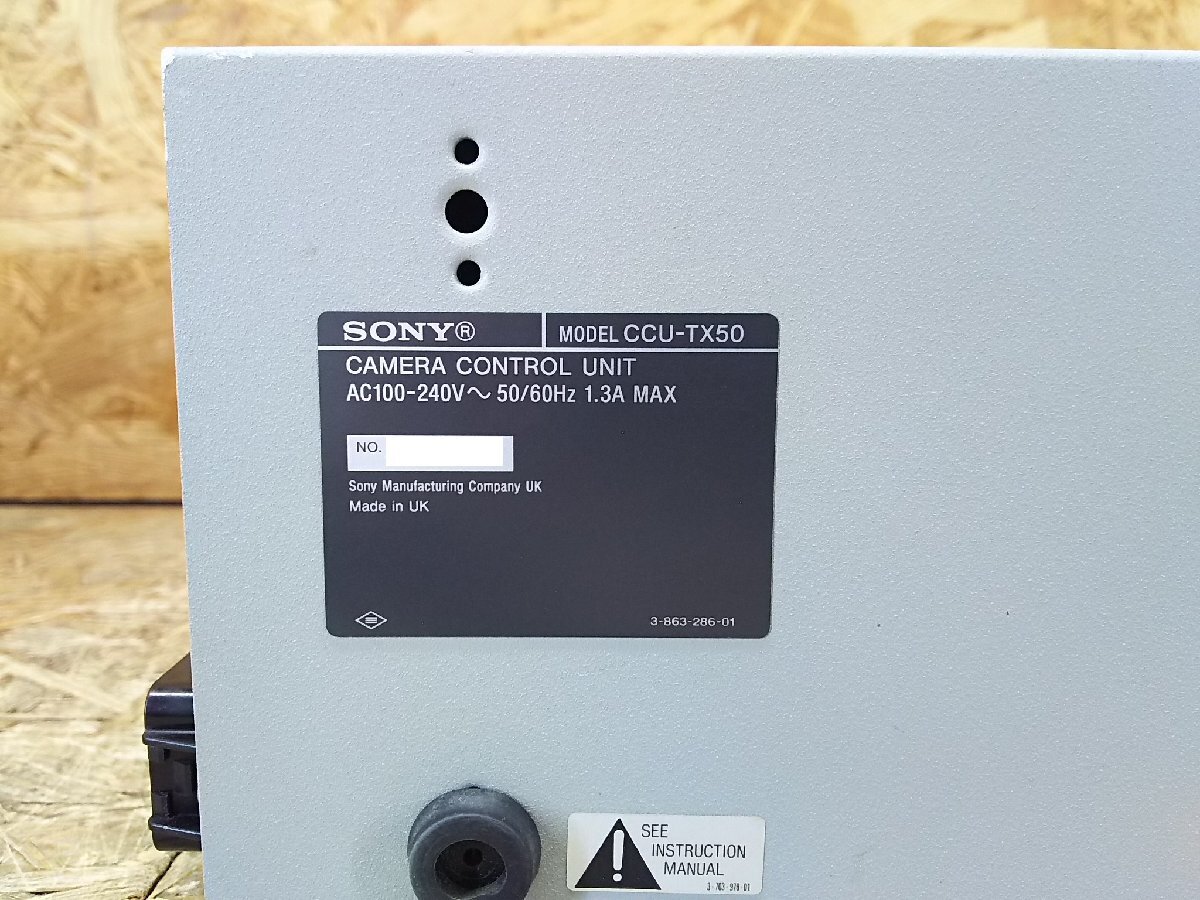 SONY®
MODEL CCU-TX50
CAMERA CONTROL UNIT
AC100-240V～ 50/60Hz 1.3A MAX
NO.
Sony Manufacturing Company UK
Made in UK
3-863-286-01
SEE
INSTRUCTION
MANUAL